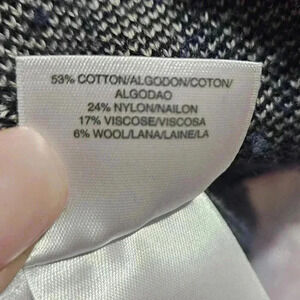 53% COTTON/ALGODON/COTON/
ALGODAO
24% NYLON/NAILON
17% VISCOSE/VISCOSA
6% WOOL/LANA/LAINE/LA